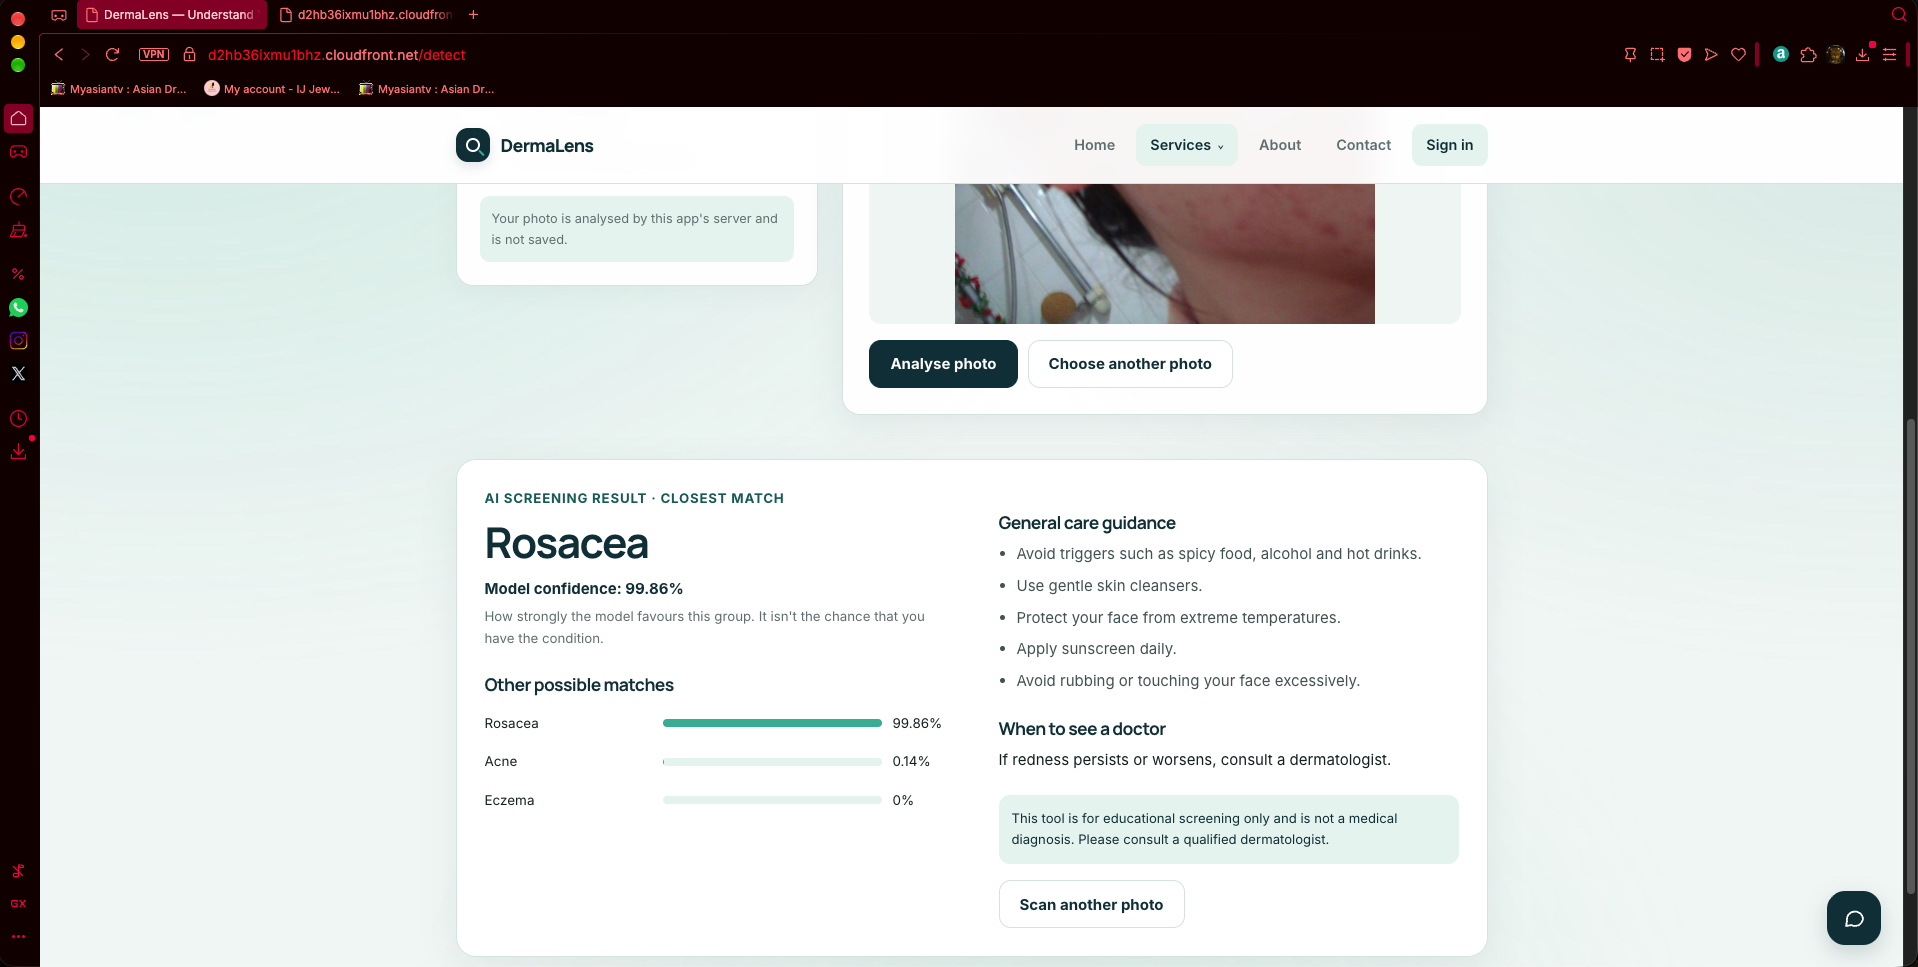 DermaLens — Understand
d2hb36ixmu1bhz.cloudfron
VPN
d2hb36ixmu1bhz.cloudfront.net/detect
Myasiantv : Asian Dr...
My account - IJ Jew...
Myasiantv : Asian Dr...
DermaLens
Home
Services
About
Contact
Sign in
Your photo is analysed by this app's server and
is not saved.
Analyse photo
Choose another photo
AI SCREENING RESULT · CLOSEST MATCH
Rosacea
Model confidence: 99.86%
How strongly the model favours this group. It isn't the chance that you
have the condition.
Other possible matches
Rosacea 99.86%
Acne 0.14%
Eczema 0%
General care guidance
• Avoid triggers such as spicy food, alcohol and hot drinks.
• Use gentle skin cleansers.
• Protect your face from extreme temperatures.
• Apply sunscreen daily.
• Avoid rubbing or touching your face excessively.
When to see a doctor
If redness persists or worsens, consult a dermatologist.
This tool is for educational screening only and is not a medical
diagnosis. Please consult a qualified dermatologist.
Scan another photo
GX